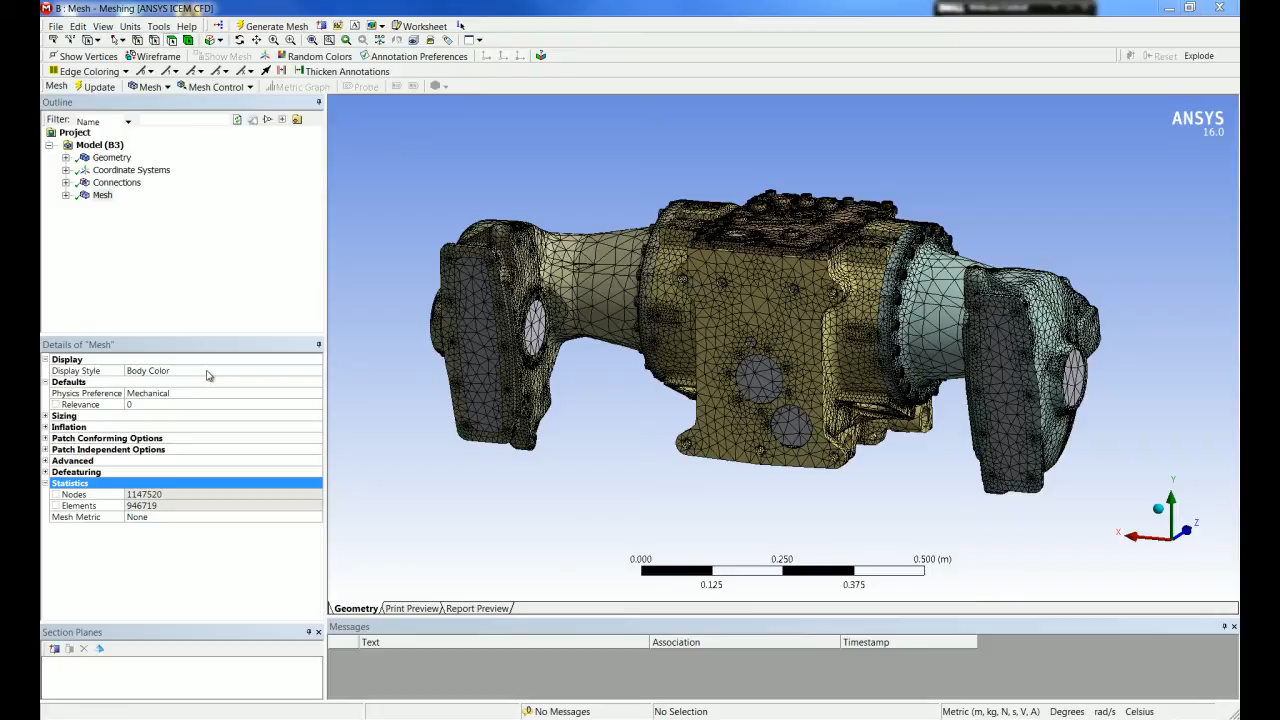 B : Mesh - Meshing [ANSYS ICEM CFD]
File Edit View Units Tools Help Generate Mesh Worksheet
Show Vertices Wireframe Show Mesh Random Colors Annotation Preferences Reset Explode
Edge Coloring Thicken Annotations
Mesh Update Mesh Mesh Control Metric Graph Probe
Outline
Filter: Name
Project
Model (B3)
Geometry
Coordinate Systems
Connections
Mesh
ANSYS
16.0
Details of "Mesh"
Display
Display Style Body Color
Defaults
Physics Preference Mechanical
Relevance 0
Sizing
Inflation
Patch Conforming Options
Patch Independent Options
Advanced
Defeaturing
Statistics
Nodes 1147520
Elements 946719
Mesh Metric None
Y
Z
X
0.000 0.250 0.500 (m)
0.125 0.375
Geometry Print Preview Report Preview
Section Planes
Messages
Text Association Timestamp
No Messages No Selection Metric (m, kg, N, s, V, A) Degrees rad/s Celsius